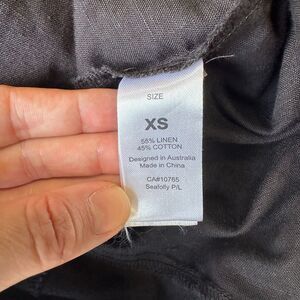 SIZE
XS
55% LINEN
45% COTTON
Designed in Australia
Made in China
CA#10765
Seafolly P/L